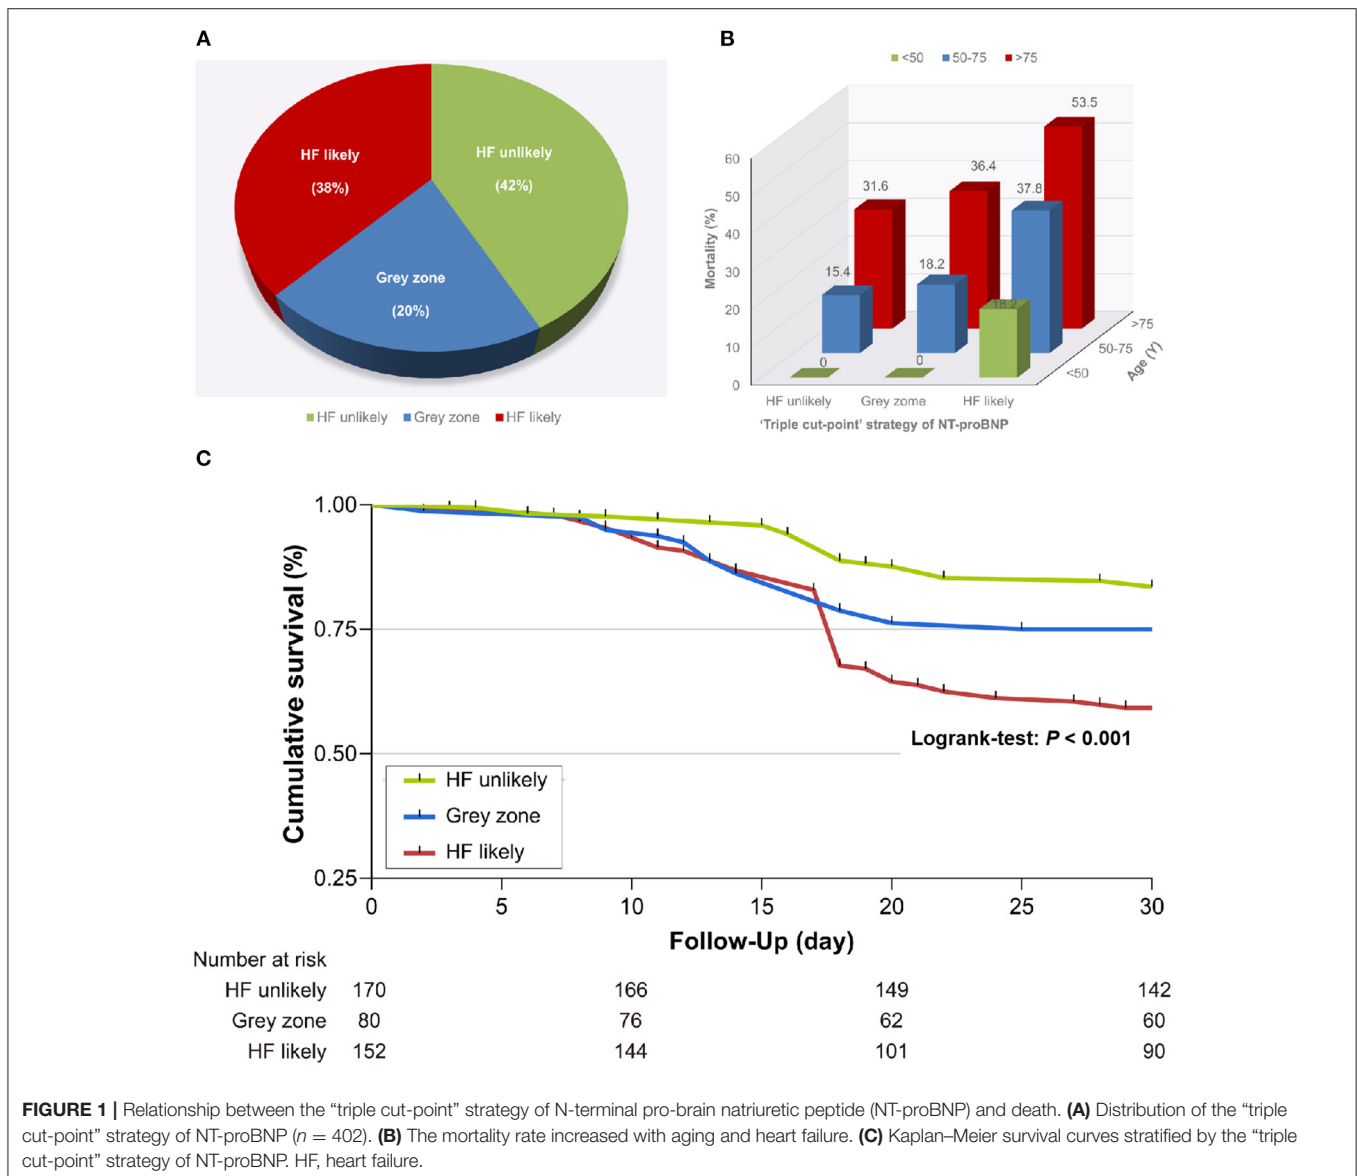 A
HF likely
(38%)
HF unlikely
(42%)
Grey zone
(20%)
HF unlikely Grey zone HF likely
B
<50 50-75 >75
Mortality (%)
60
50
40
30
20
10
0
53.5
36.4
31.6
37.8
18.2
15.4
18.2
0
0
>75
50-75
<50
Age (Y)
HF unlikely Grey zome HF likely
'Triple cut-point' strategy of NT-proBNP
C
Cumulative survival (%)
1.00
0.75
0.50
0.25
Logrank-test: P < 0.001
HF unlikely
Grey zone
HF likely
0 5 10 15 20 25 30
Follow-Up (day)
Number at risk
HF unlikely 170 166 149 142
Grey zone 80 76 62 60
HF likely 152 144 101 90
FIGURE 1 | Relationship between the “triple cut-point” strategy of N-terminal pro-brain natriuretic peptide (NT-proBNP) and death. (A) Distribution of the “triple
cut-point” strategy of NT-proBNP (n = 402). (B) The mortality rate increased with aging and heart failure. (C) Kaplan–Meier survival curves stratified by the “triple
cut-point” strategy of NT-proBNP. HF, heart failure.